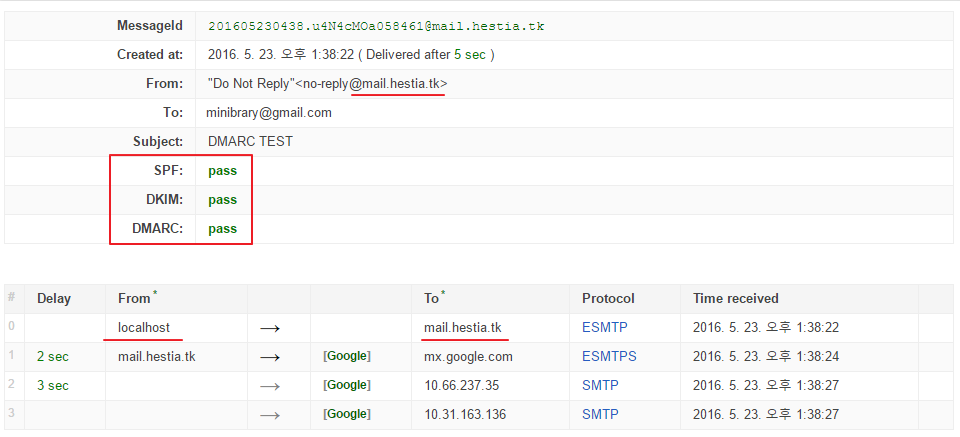 MessageId 201605230438.u4N4cMOa058461@mail.hestia.tk
Created at: 2016. 5. 23. 오후 1:38:22 ( Delivered after 5 sec )
From: "Do Not Reply"<no-reply@mail.hestia.tk>
To: minibrary@gmail.com
Subject: DMARC TEST
SPF: pass
DKIM: pass
DMARC: pass
# Delay From* To* Protocol Time received
0 localhost → mail.hestia.tk ESMTP 2016. 5. 23. 오후 1:38:22
1 2 sec mail.hestia.tk → [Google] mx.google.com ESMTPS 2016. 5. 23. 오후 1:38:24
2 3 sec → [Google] 10.66.237.35 SMTP 2016. 5. 23. 오후 1:38:27
3 → [Google] 10.31.163.136 SMTP 2016. 5. 23. 오후 1:38:27